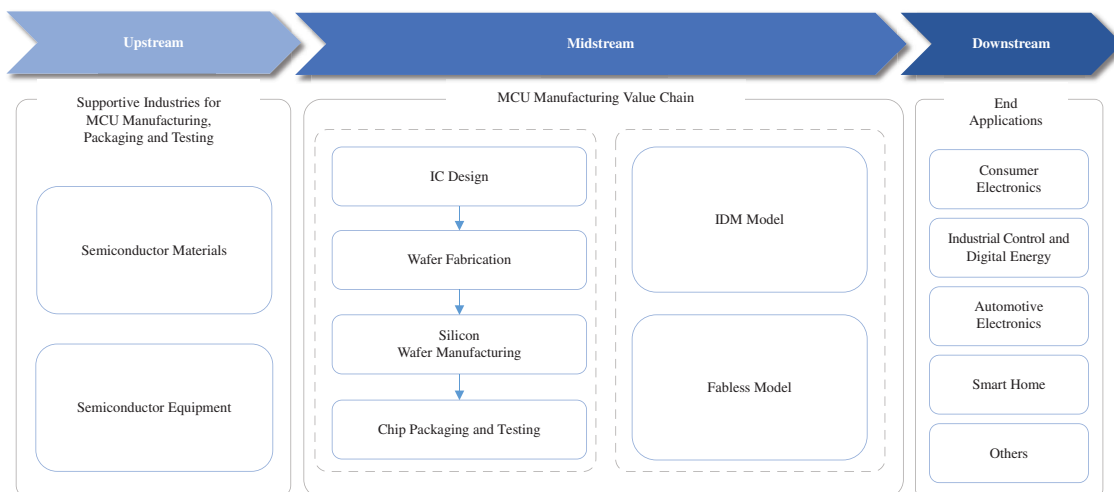 Upstream
Midstream
Downstream
Supportive Industries for
MCU Manufacturing,
Packaging and Testing
Semiconductor Materials
Semiconductor Equipment
MCU Manufacturing Value Chain
IC Design
Wafer Fabrication
Silicon
Wafer Manufacturing
Chip Packaging and Testing
IDM Model
Fabless Model
End
Applications
Consumer
Electronics
Industrial Control and
Digital Energy
Automotive
Electronics
Smart Home
Others